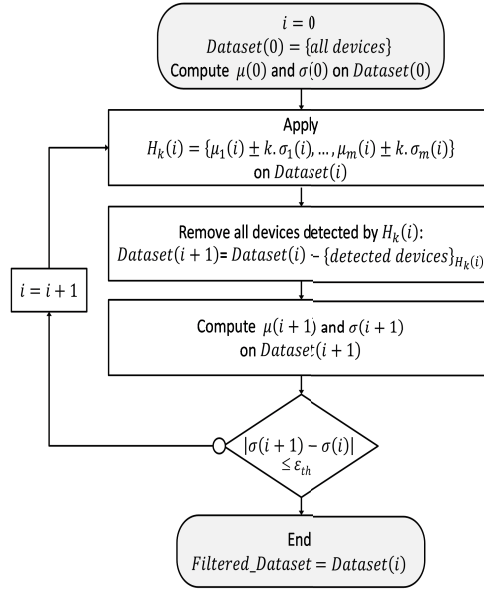 i = 0
Dataset(0) = {all devices}
Compute μ(0) and σ(0) on Dataset(0)
Apply
H_k(i) = {μ_1(i) ± k.σ_1(i), …, μ_m(i) ± k.σ_m(i)}
on Dataset(i)
Remove all devices detected by H_k(i):
Dataset(i + 1)= Dataset(i) − {detected devices}_{H_k(i)}
i = i + 1
Compute μ(i + 1) and σ(i + 1)
on Dataset(i + 1)
|σ(i + 1) − σ(i)|
≤ ε_th
End
Filtered_Dataset = Dataset(i)